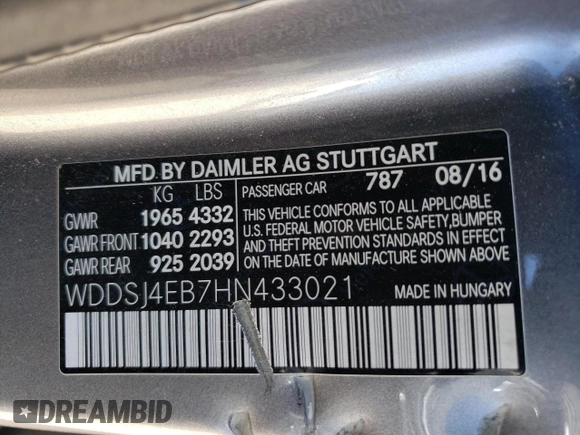 MFD. BY DAIMLER AG STUTTGART
KG LBS PASSENGER CAR 787 08/16
GVWR 1965 4332 THIS VEHICLE CONFORMS TO ALL APPLICABLE
U.S. FEDERAL MOTOR VEHICLE SAFETY,BUMPER
GAWR FRONT 1040 2293 AND THEFT PREVENTION STANDARDS IN EFFECT
GAWR REAR 925 2039 ON THE DATE OF MANUFACTURE SHOWN ABOVE.
WDDSJ4EB7HN433021 MADE IN HUNGARY
DREAMBID